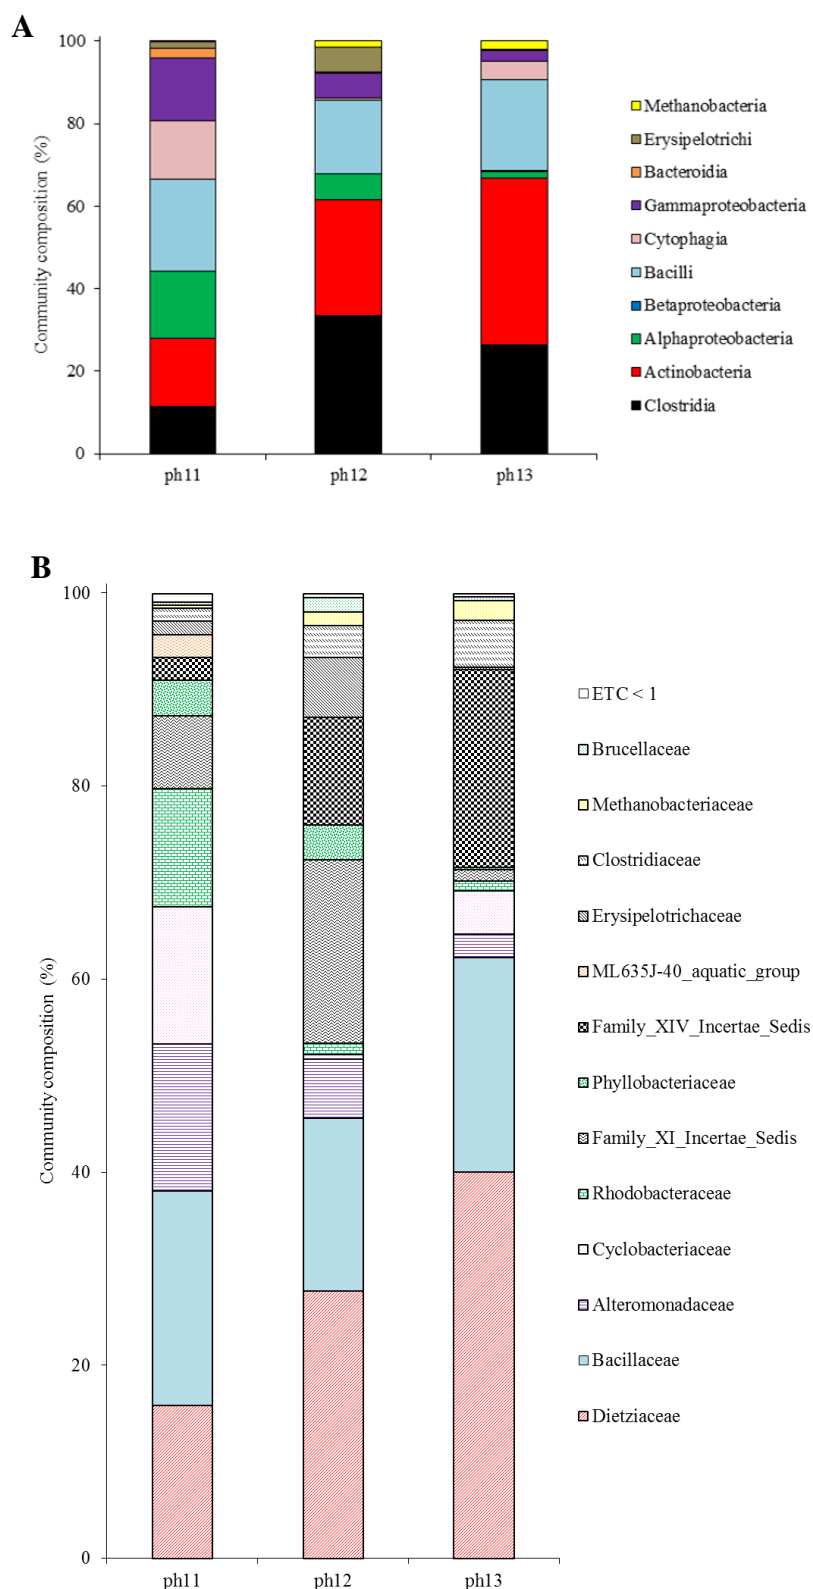 A
Community composition (%)
100
80
60
40
20
0
ph11 ph12 ph13
Methanobacteria
Erysipelotrichi
Bacteroidia
Gammaproteobacteria
Cytophagia
Bacilli
Betaproteobacteria
Alphaproteobacteria
Actinobacteria
Clostridia
B
Community composition (%)
100
80
60
40
20
0
ph11 ph12 ph13
ETC < 1
Brucellaceae
Methanobacteriaceae
Clostridiaceae
Erysipelotrichaceae
ML635J-40_aquatic_group
Family_XIV_Incertae_Sedis
Phyllobacteriaceae
Family_XI_Incertae_Sedis
Rhodobacteraceae
Cyclobacteriaceae
Alteromonadaceae
Bacillaceae
Dietziaceae